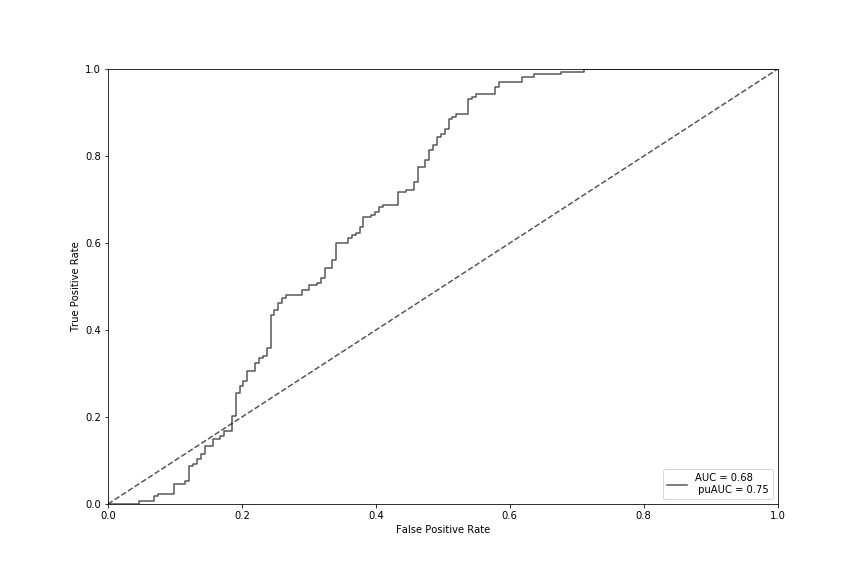 1.0
0.8
0.6
0.4
0.2
0.0
True Positive Rate
AUC = 0.68
puAUC = 0.75
0.0 0.2 0.4 0.6 0.8 1.0
False Positive Rate